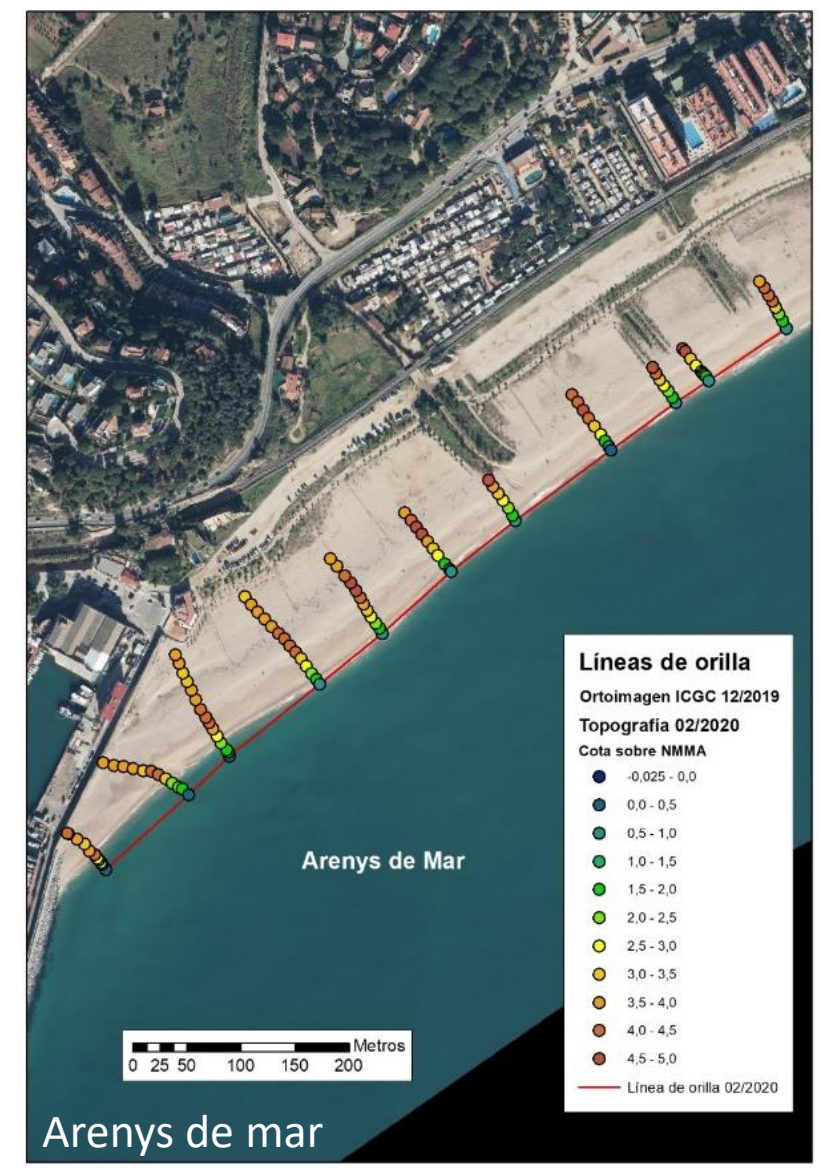 Líneas de orilla
Ortoimagen ICGC 12/2019
Topografía 02/2020
Cota sobre NMMA
-0,025 - 0,0
0,0 - 0,5
0,5 - 1,0
1,0 - 1,5
1,5 - 2,0
2,0 - 2,5
2,5 - 3,0
3,0 - 3,5
3,5 - 4,0
4,0 - 4,5
4,5 - 5,0
Línea de orilla 02/2020
Arenys de Mar
Metros
0 25 50 100 150 200
Arenys de mar